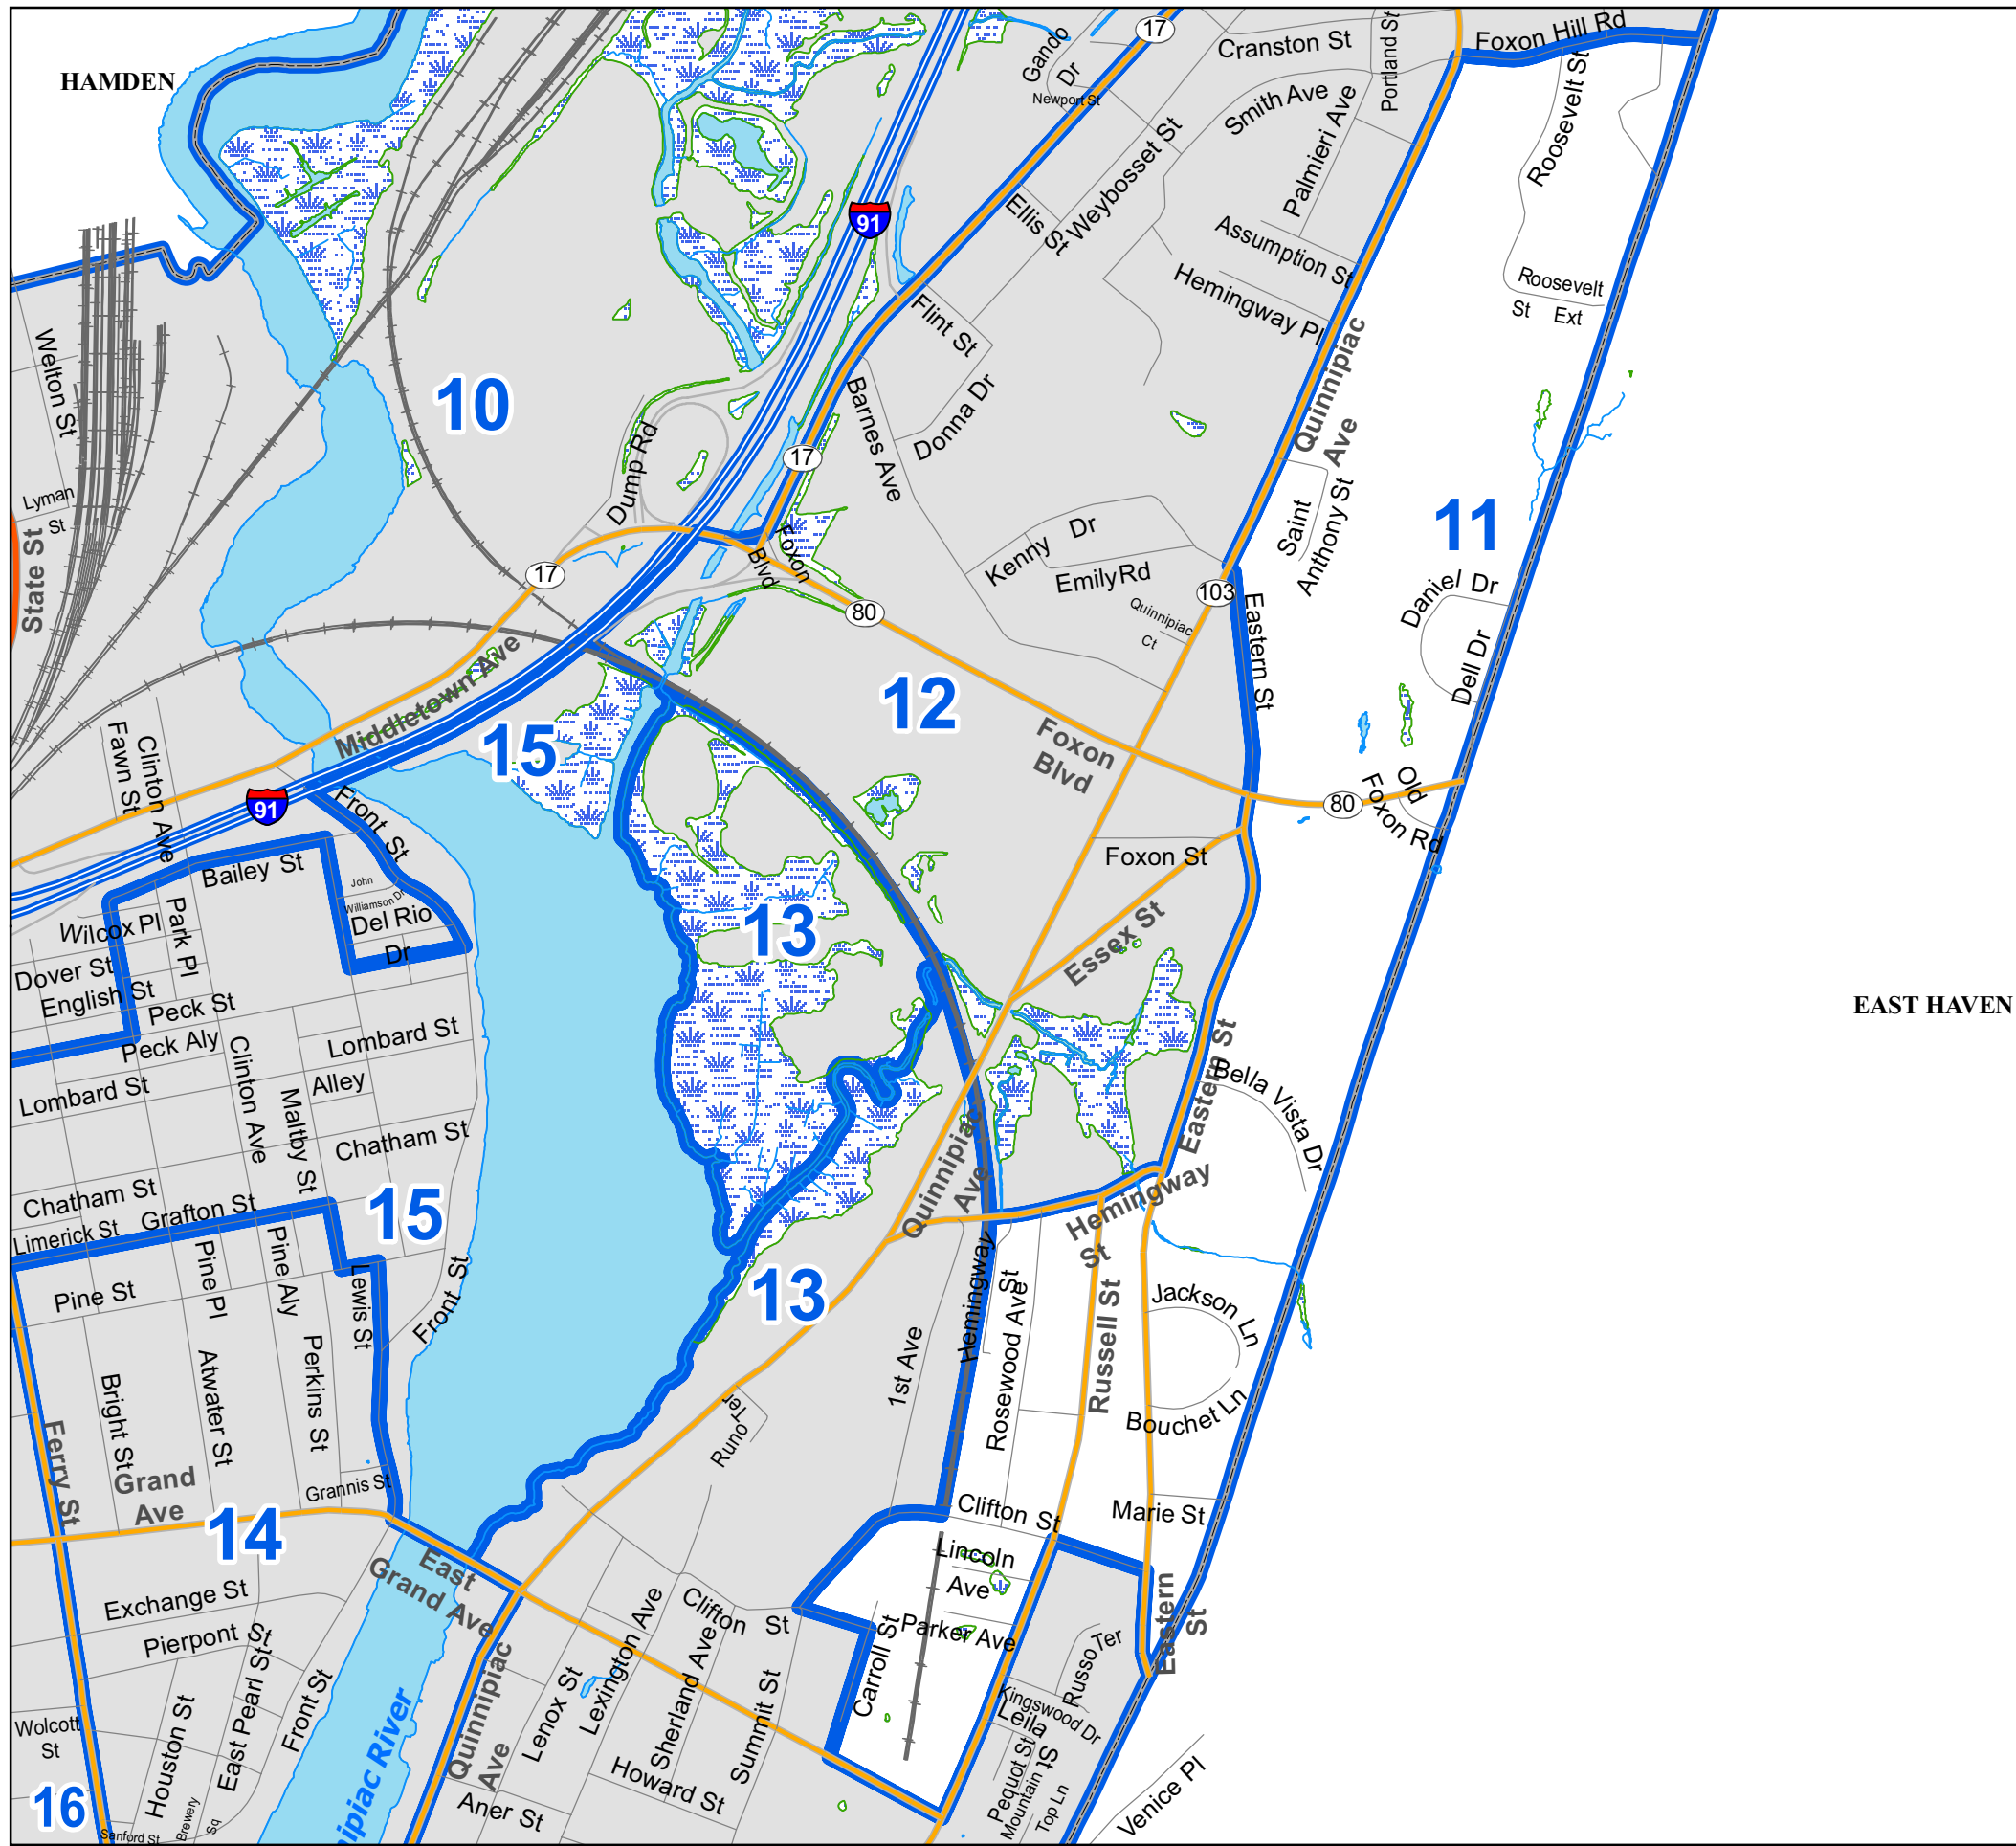 HAMDEN
17
Gando
Dr
Newport St
Cranston St
Portland St
Foxon Hill Rd
Smith Ave
Palmieri Ave
Roosevelt St
Weybosset St
Ellis St
91
Assumption St
Hemingway Pl
Roosevelt
St Ext
Flint St
Donna Dr
Barnes Ave
Quinnipiac
Ave
Welton St
10
Dump Rd
17
Lyman
St
State St
Saint
Anthony St
11
Kenny Dr
Emily Rd
Foxon
Blvd
17
80
103
Quinnipiac
Ct
Eastern St
Daniel Dr
Dell Dr
Middletown Ave
12
15
Foxon
Blvd
Fawn St
Clinton Ave
91
Front St
80
Old
Foxon Rd
Foxon St
Bailey St
John
Williamson Dr
Del Rio
Dr
Wilcox Pl
Park Pl
13
Essex St
Dover St
English St
Peck St
Peck Aly
EAST HAVEN
Lombard St
Lombard St
Clinton Ave
Maltby St
Alley
Eastern St
Bella Vista Dr
Chatham St
Quinnipiac
Ave
Chatham St
Grafton St
Limerick St
15
Hemingway
St
Pine St
Pine Pl
Pine Aly
Lewis St
Front St
13
Hemingway
St
Rosewood Ave
Russell St
Jackson Ln
Bouchet Ln
1st Ave
Bright St
Atwater St
Perkins St
Runo
Ter
Ferry St
Grand
Ave
Grannis St
14
Clifton St
Marie St
East
Grand Ave
Lincoln
Ave
Exchange St
Pierpont St
Clifton St
Parker Ave
Carroll St
Eastern
St
Russo Ter
Kingswood Dr
Leila
St
Pequot St
Mountain
Top Ln
Venice Pl
Quinnipiac
Ave
Lenox St
Lexington Ave
Sherland Ave
Summit St
Howard St
Aner St
Wolcott
St
Houston St
East Pearl St
Front St
nipiac River
16
Sanford St
Brewery
Sq